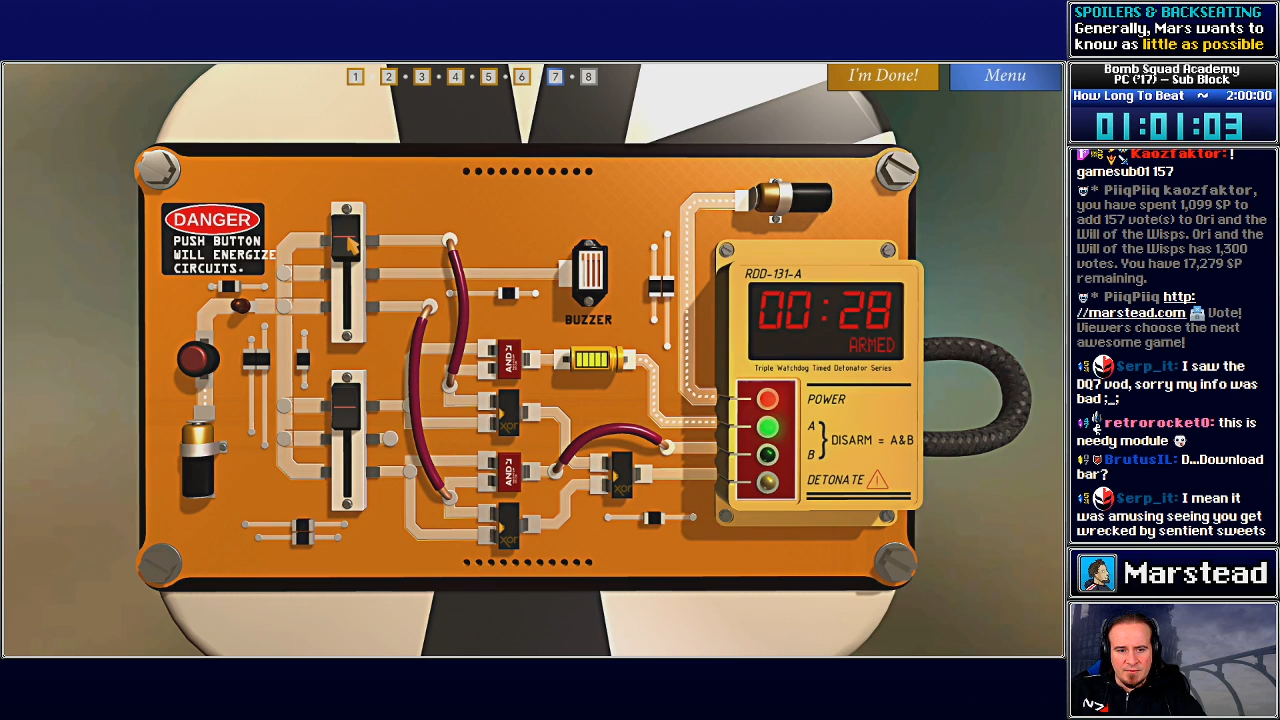 SPOILERS & BACKSEATING
Generally, Mars wants to
know as little as possible
1 2 3 4 5 6 7 8
I'm Done!
Menu
Bomb Squad Academy
PC ('17) – Sub Block
How Long To Beat ~ 2:00:00
01:01:03
DANGER
PUSH BUTTON
WILL ENERGIZE
CIRCUITS.
BUZZER
AND
XOR
AND
XOR
XOR
RDD-131-A
00:28
ARMED
Triple Watchdog Timed Detonator Series
POWER
A
B
DISARM = A&B
DETONATE
Kaozfaktor: !
gamesub01 157
* PiiqPiiq kaozfaktor,
you have spent 1,099 SP to
add 157 vote(s) to Ori and the
Will of the Wisps. Ori and the
Will of the Wisps has 1,300
votes. You have 17,279 SP
remaining.
* PiiqPiiq http:
//marstead.com Vote!
Viewers choose the next
awesome game!
Serp_it: I saw the
DQ7 vod, sorry my info was
bad ;_;
retrorocket0: this is
needy module
BrutusIL: D...Download
bar?
Serp_it: I mean it
was amusing seeing you get
wrecked by sentient sweets
Marstead
N7